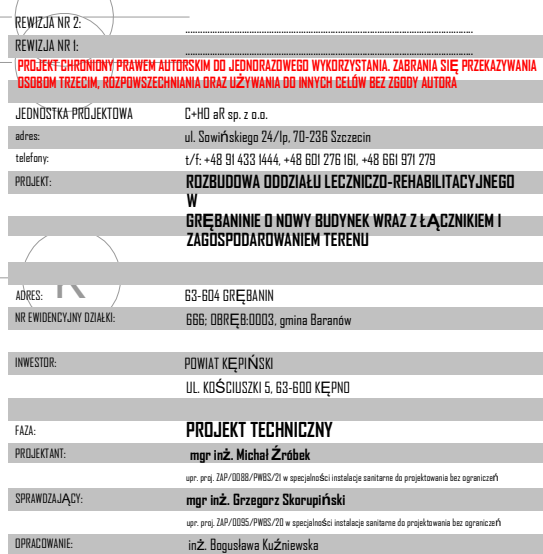 REWIZJA NR 2: ................................................................
REWIZJA NR 1: ................................................................
PROJEKT CHRONIONY PRAWEM AUTORSKIM DO JEDNORAZOWEGO WYKORZYSTANIA. ZABRANIA SIĘ PRZEKAZYWANIA
OSOBOM TRZECIM, ROZPOWSZECHNIANIA ORAZ UŻYWANIA DO INNYCH CELÓW BEZ ZGODY AUTORA
JEDNOSTKA PROJEKTOWA C+HO aR sp. z o.o.
adres: ul. Sowińskiego 24/1p, 70-236 Szczecin
telefony: t/f: +48 91 433 1444, +48 601 276 161, +48 661 971 279
PROJEKT: ROZBUDOWA ODDZIAŁU LECZNICZO-REHABILITACYJNEGO
W
GRĘBANINIE O NOWY BUDYNEK WRAZ Z ŁĄCZNIKIEM I
ZAGOSPODAROWANIEM TERENU
R
ADRES: 63-604 GRĘBANIN
NR EWIDENCYJNY DZIAŁKI: 666; OBRĘB:0003, gmina Baranów
INWESTOR: POWIAT KĘPIŃSKI
UL. KOŚCIUSZKI 5, 63-600 KĘPNO
FAZA: PROJEKT TECHNICZNY
PROJEKTANT: mgr inż. Michał Źróbek
upr. proj. ZAP/0088/PWBS/21 w specjalności instalacje sanitarne do projektowania bez ograniczeń
SPRAWDZAJĄCY: mgr inż. Grzegorz Skorupiński
upr. proj. ZAP/0095/PWBS/20 w specjalności instalacje sanitarne do projektowania bez ograniczeń
OPRACOWANIE: inż. Bogusława Kuźniewska